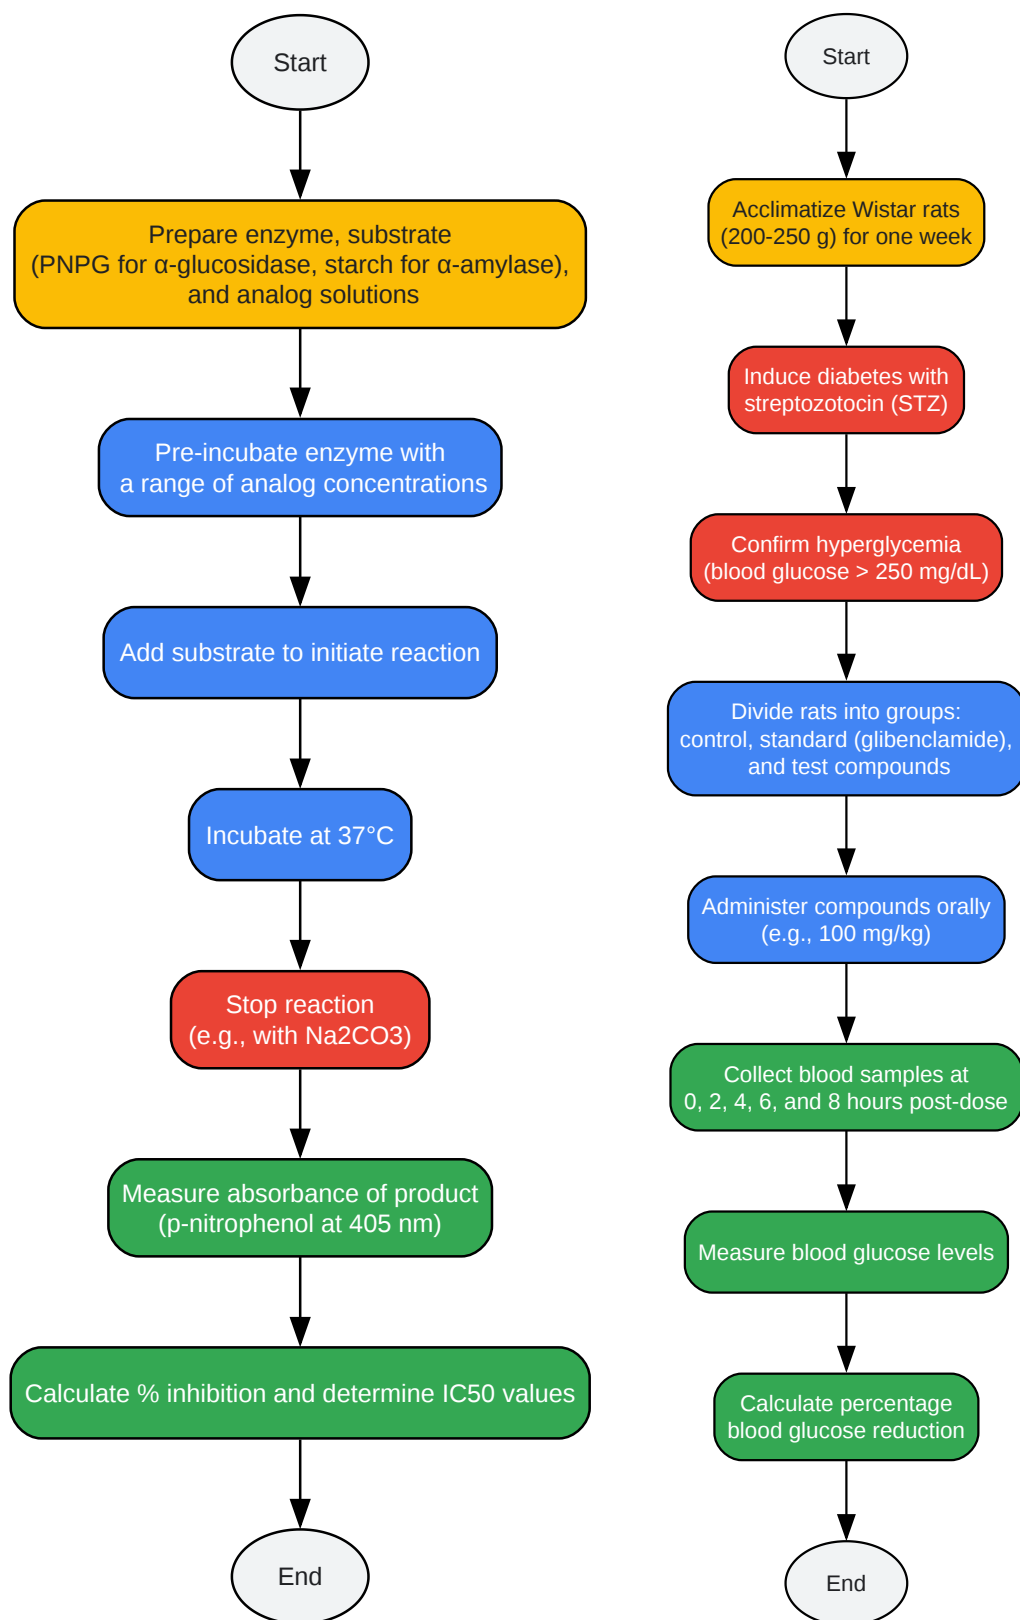 Start
Prepare enzyme, substrate
(PNPG for α-glucosidase, starch for α-amylase),
and analog solutions
Pre-incubate enzyme with
a range of analog concentrations
Add substrate to initiate reaction
Incubate at 37°C
Stop reaction
(e.g., with Na2CO3)
Measure absorbance of product
(p-nitrophenol at 405 nm)
Calculate % inhibition and determine IC50 values
End
Start
Acclimatize Wistar rats
(200-250 g) for one week
Induce diabetes with
streptozotocin (STZ)
Confirm hyperglycemia
(blood glucose > 250 mg/dL)
Divide rats into groups:
control, standard (glibenclamide),
and test compounds
Administer compounds orally
(e.g., 100 mg/kg)
Collect blood samples at
0, 2, 4, 6, and 8 hours post-dose
Measure blood glucose levels
Calculate percentage
blood glucose reduction
End